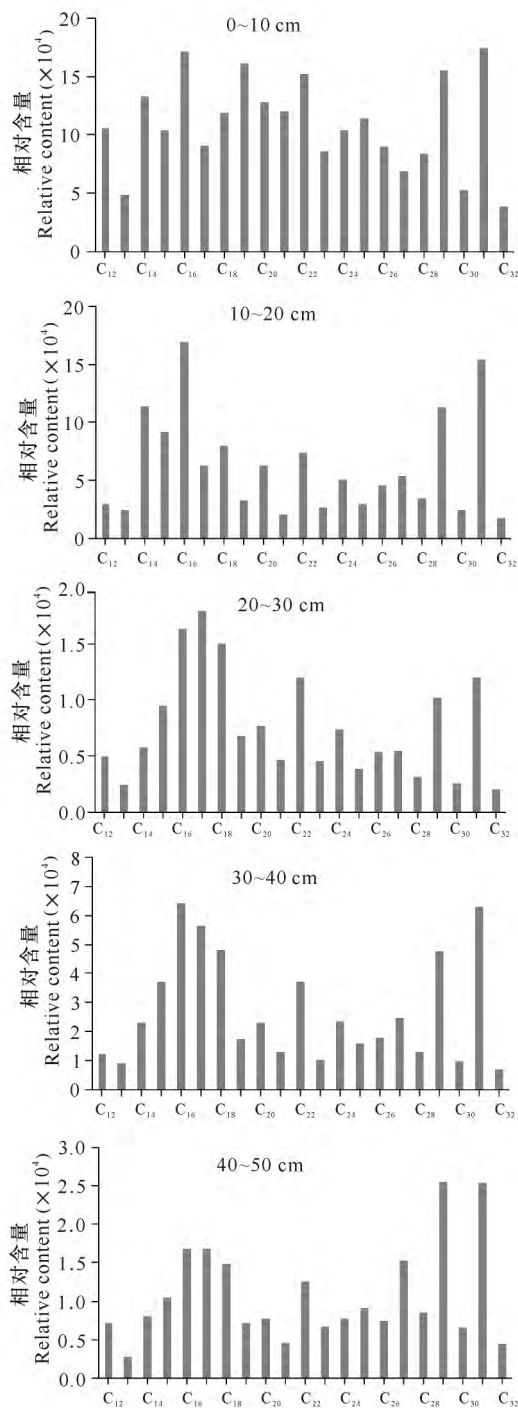 0~10 cm
20
15
10
5
0
相对含量
Relative content(×10⁴)
C₁₂ C₁₄ C₁₆ C₁₈ C₂₀ C₂₂ C₂₄ C₂₆ C₂₈ C₃₀ C₃₂
10~20 cm
20
15
10
5
0
相对含量
Relative content(×10⁴)
C₁₂ C₁₄ C₁₆ C₁₈ C₂₀ C₂₂ C₂₄ C₂₆ C₂₈ C₃₀ C₃₂
20~30 cm
2.0
1.5
1.0
0.5
0.0
相对含量
Relative content(×10⁴)
C₁₂ C₁₄ C₁₆ C₁₈ C₂₀ C₂₂ C₂₄ C₂₆ C₂₈ C₃₀ C₃₂
30~40 cm
8
7
6
5
4
3
2
1
0
相对含量
Relative content(×10⁴)
C₁₂ C₁₄ C₁₆ C₁₈ C₂₀ C₂₂ C₂₄ C₂₆ C₂₈ C₃₀ C₃₂
40~50 cm
3.0
2.5
1.5
1.5
1.0
0.5
0.0
相对含量
Relative content(×10⁴)
C₁₂ C₁₄ C₁₆ C₁₈ C₂₀ C₂₂ C₂₄ C₂₆ C₂₈ C₃₀ C₃₂